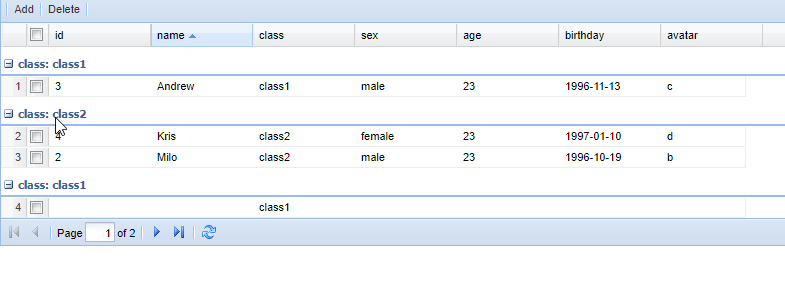 Add Delete
id name class sex age birthday avatar
class: class1
1 3 Andrew class1 male 23 1996-11-13 c
class: class2
2 4 Kris class2 female 23 1997-01-10 d
3 2 Milo class2 male 23 1996-10-19 b
class: class1
4 class1
Page 1 of 2